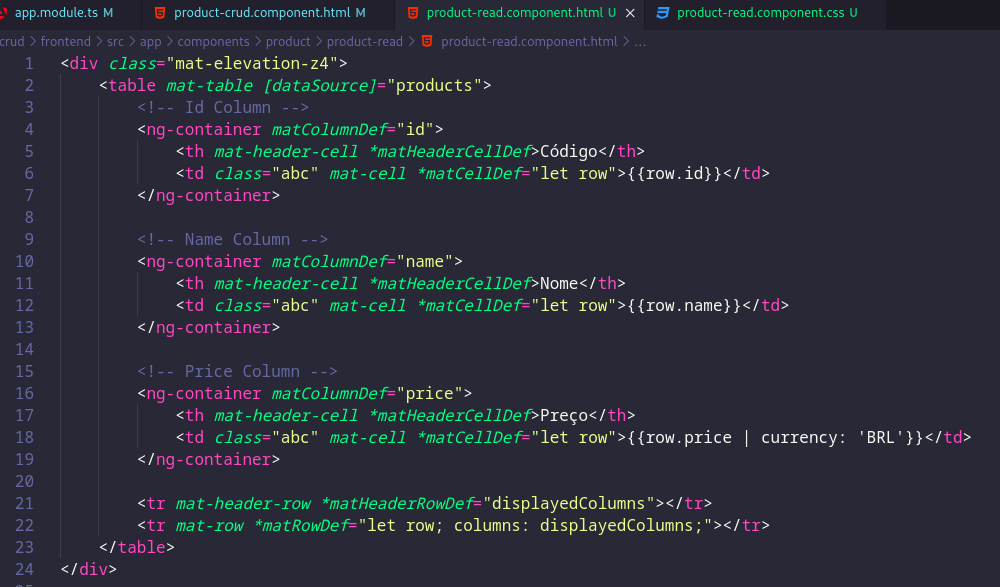 app.module.ts M product-crud.component.html M product-read.component.html U × product-read.component.css U
crud > frontend > src > app > components > product > product-read > product-read.component.html > ...
1 <div class="mat-elevation-z4">
2 <table mat-table [dataSource]="products">
3 <!-- Id Column -->
4 <ng-container matColumnDef="id">
5 <th mat-header-cell *matHeaderCellDef>Código</th>
6 <td class="abc" mat-cell *matCellDef="let row">{{row.id}}</td>
7 </ng-container>
8
9 <!-- Name Column -->
10 <ng-container matColumnDef="name">
11 <th mat-header-cell *matHeaderCellDef>Nome</th>
12 <td class="abc" mat-cell *matCellDef="let row">{{row.name}}</td>
13 </ng-container>
14
15 <!-- Price Column -->
16 <ng-container matColumnDef="price">
17 <th mat-header-cell *matHeaderCellDef>Preço</th>
18 <td class="abc" mat-cell *matCellDef="let row">{{row.price | currency: 'BRL'}}</td>
19 </ng-container>
20
21 <tr mat-header-row *matHeaderRowDef="displayedColumns"></tr>
22 <tr mat-row *matRowDef="let row; columns: displayedColumns;"></tr>
23 </table>
24 </div>